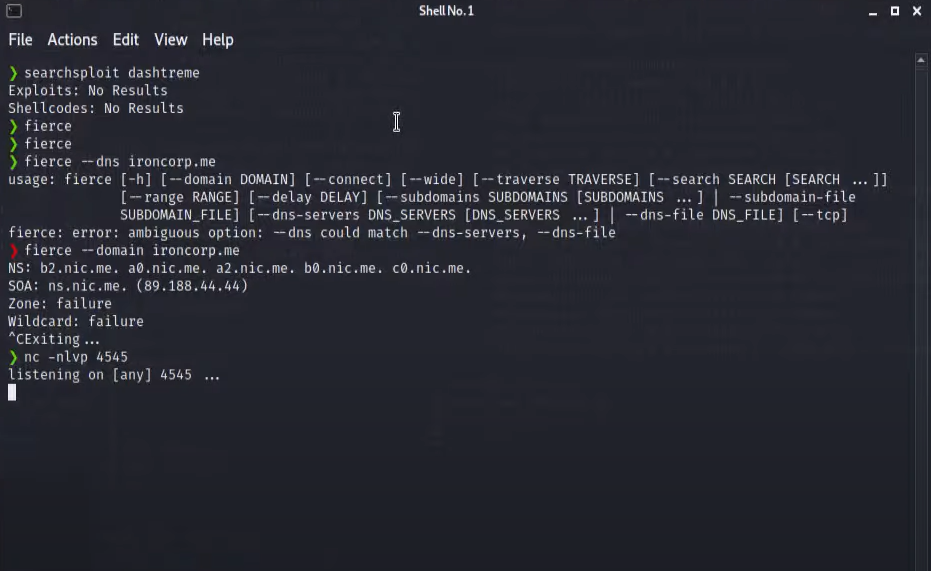 Shell No. 1
File Actions Edit View Help
❯ searchsploit dashtreme
Exploits: No Results
Shellcodes: No Results
❯ fierce
❯ fierce
❯ fierce --dns ironcorp.me
usage: fierce [-h] [--domain DOMAIN] [--connect] [--wide] [--traverse TRAVERSE] [--search SEARCH [SEARCH ...]]
[--range RANGE] [--delay DELAY] [--subdomains SUBDOMAINS [SUBDOMAINS ...] | --subdomain-file
SUBDOMAIN_FILE] [--dns-servers DNS_SERVERS [DNS_SERVERS ...] | --dns-file DNS_FILE] [--tcp]
fierce: error: ambiguous option: --dns could match --dns-servers, --dns-file
❯ fierce --domain ironcorp.me
NS: b2.nic.me. a0.nic.me. a2.nic.me. b0.nic.me. c0.nic.me.
SOA: ns.nic.me. (89.188.44.44)
Zone: failure
Wildcard: failure
^CExiting...
❯ nc -nlvp 4545
listening on [any] 4545 ...